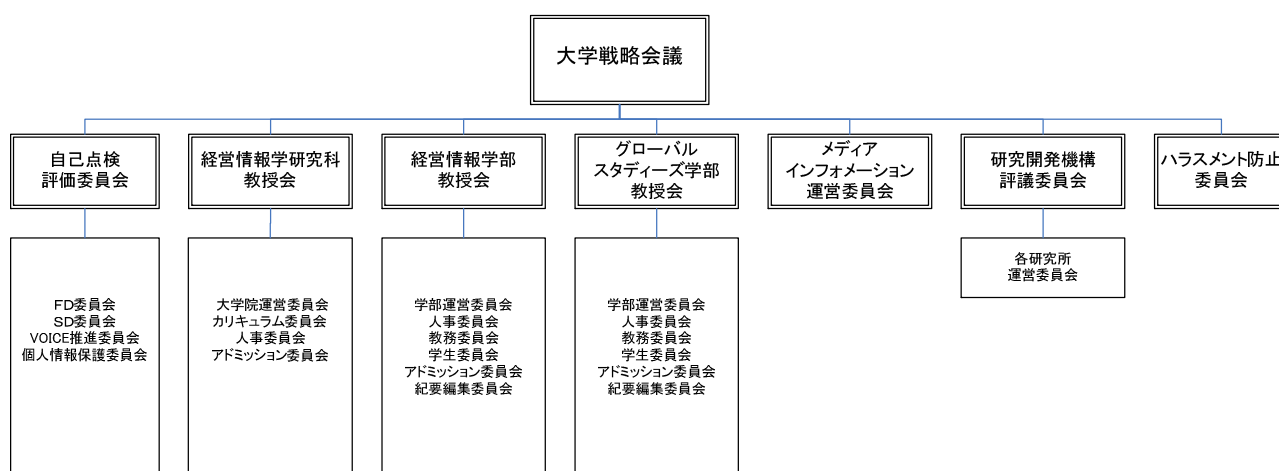 大学戦略会議
自己点検
評価委員会
経営情報学研究科
教授会
経営情報学部
教授会
グローバル
スタディーズ学部
教授会
メディア
インフォメーション
運営委員会
研究開発機構
評議委員会
ハラスメント防止
委員会
FD委員会
SD委員会
VOICE推進委員会
個人情報保護委員会
大学院運営委員会
カリキュラム委員会
人事委員会
アドミッション委員会
学部運営委員会
人事委員会
教務委員会
学生委員会
アドミッション委員会
紀要編集委員会
学部運営委員会
人事委員会
教務委員会
学生委員会
アドミッション委員会
紀要編集委員会
各研究所
運営委員会